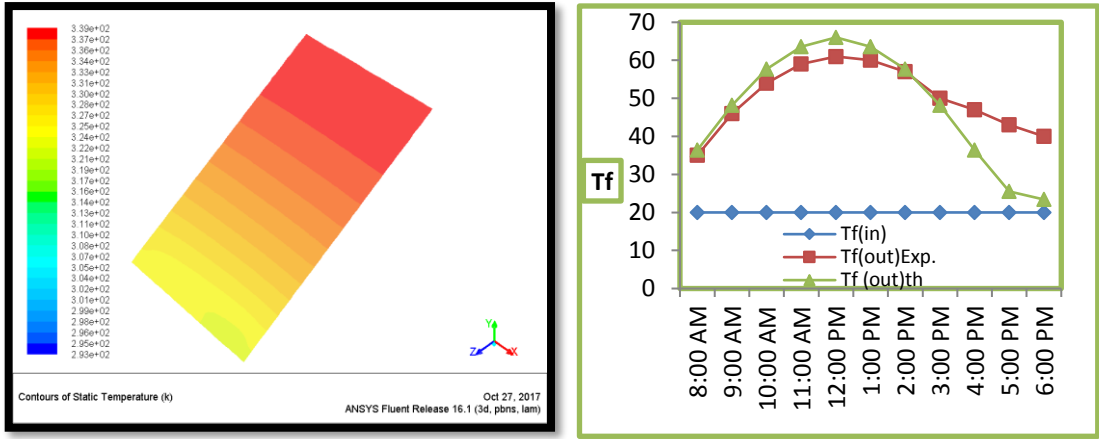 3.39e+02
3.37e+02
3.36e+02
3.34e+02
3.33e+02
3.31e+02
3.30e+02
3.28e+02
3.27e+02
3.25e+02
3.24e+02
3.22e+02
3.20e+02
3.19e+02
3.17e+02
3.16e+02
3.14e+02
3.13e+02
3.11e+02
3.10e+02
3.08e+02
3.07e+02
3.05e+02
3.04e+02
3.02e+02
3.01e+02
2.99e+02
2.98e+02
2.96e+02
2.95e+02
2.93e+02
Y
Z
X
Contours of Static Temperature (k)
Oct 27, 2017
ANSYS Fluent Release 16.1 (3d, pbns, lam)
70
60
50
40
30
20
10
0
Tf
Tf(in)
Tf(out)Exp.
Tf (out)th
8:00 AM
9:00 AM
10:00 AM
11:00 AM
12:00 PM
1:00 PM
2:00 PM
3:00 PM
4:00 PM
5:00 PM
6:00 PM